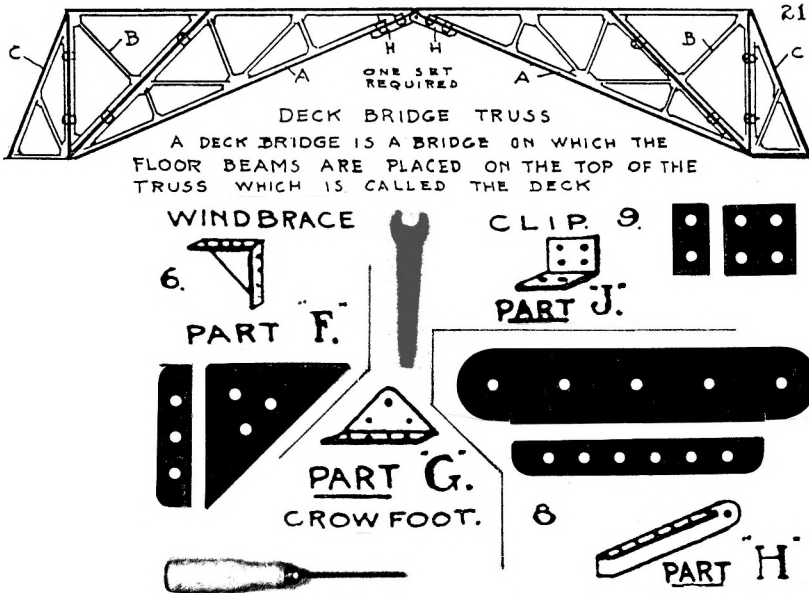 21
C B A H H A B C
ONE SET
REQUIRED
DECK BRIDGE TRUSS
A DECK BRIDGE IS A BRIDGE ON WHICH THE
FLOOR BEAMS ARE PLACED ON THE TOP OF THE
TRUSS WHICH IS CALLED THE DECK
WINDBRACE
6.
PART "F."
CLIP. 9.
PART "J."
PART "G".
CROW FOOT.
8
PART "H"